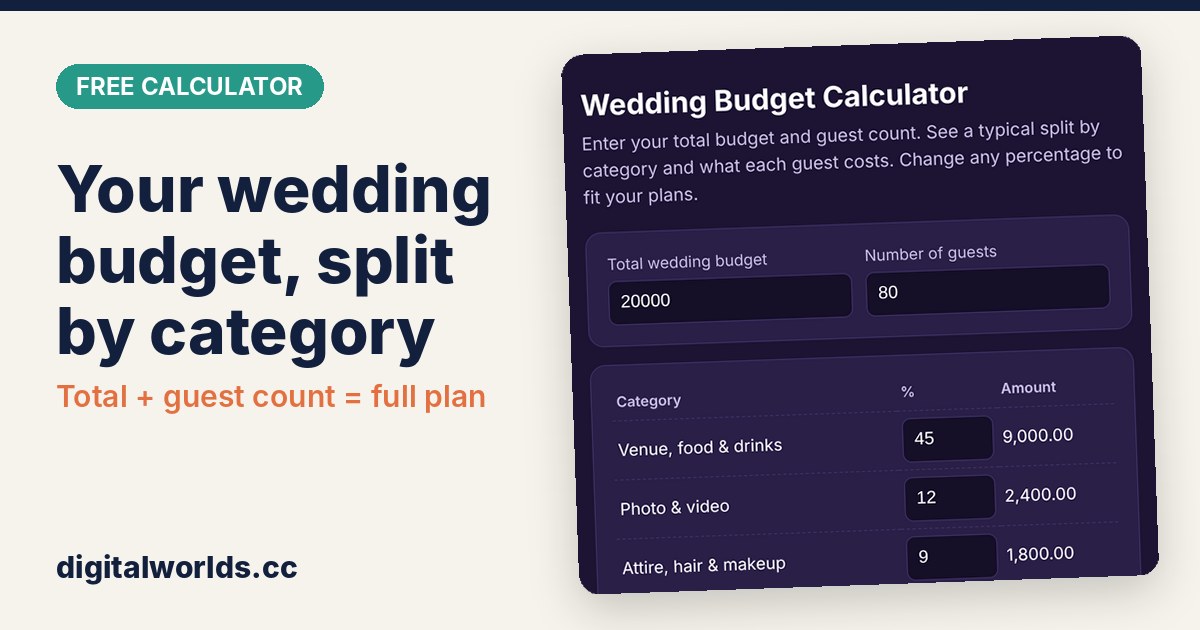 FREE CALCULATOR
Your wedding
budget, split
by category
Total + guest count = full plan
digitalworlds.cc
Wedding Budget Calculator
Enter your total budget and guest count. See a typical split by
category and what each guest costs. Change any percentage to
fit your plans.
Total wedding budget Number of guests
20000 80
Category % Amount
Venue, food & drinks 45 9,000.00
Photo & video 12 2,400.00
Attire, hair & makeup 9 1,800.00